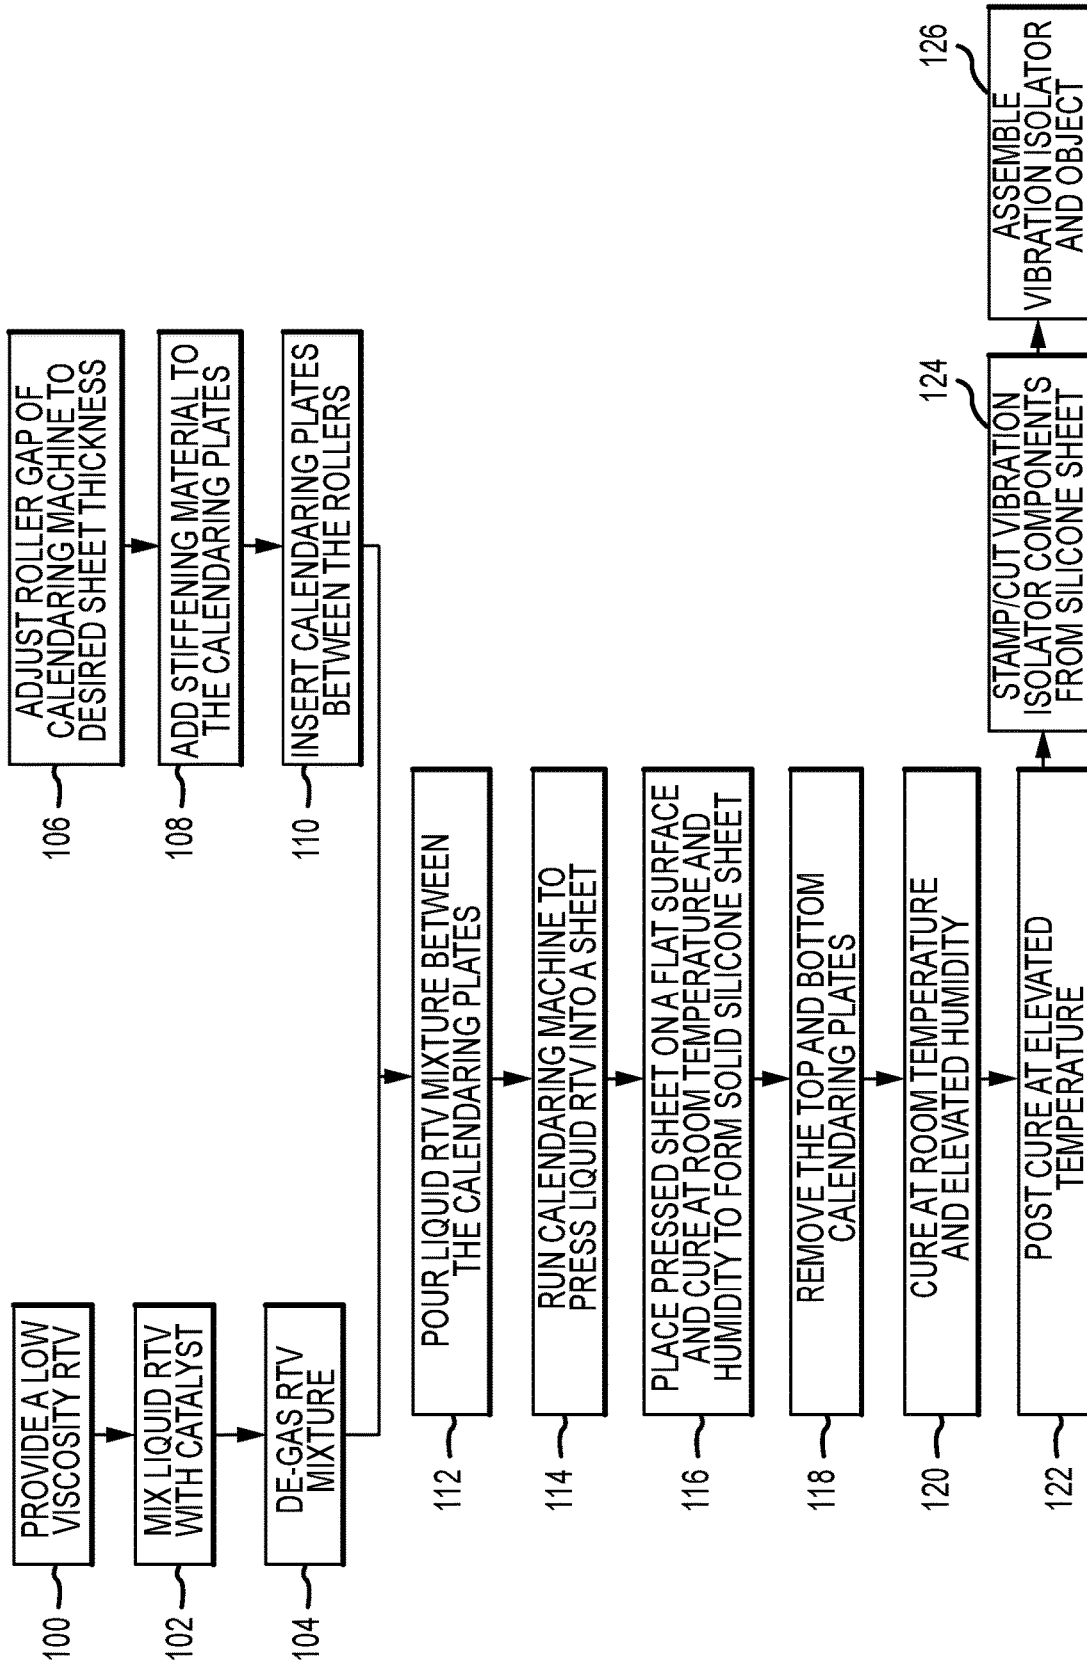 100
PROVIDE A LOW
VISCOSITY RTV
102
MIX LIQUID RTV
WITH CATALYST
104
DE-GAS RTV
MIXTURE
106
ADJUST ROLLER GAP OF
CALENDARING MACHINE TO
DESIRED SHEET THICKNESS
108
ADD STIFFENING MATERIAL TO
THE CALENDARING PLATES
110
INSERT CALENDARING PLATES
BETWEEN THE ROLLERS
112
POUR LIQUID RTV MIXTURE BETWEEN
THE CALENDARING PLATES
114
RUN CALENDARING MACHINE TO
PRESS LIQUID RTV INTO A SHEET
116
PLACE PRESSED SHEET ON A FLAT SURFACE
AND CURE AT ROOM TEMPERATURE AND
HUMIDITY TO FORM SOLID SILICONE SHEET
118
REMOVE THE TOP AND BOTTOM
CALENDARING PLATES
120
CURE AT ROOM TEMPERATURE
AND ELEVATED HUMIDITY
122
POST CURE AT ELEVATED
TEMPERATURE
124
STAMP/CUT VIBRATION
ISOLATOR COMPONENTS
FROM SILICONE SHEET
126
ASSEMBLE
VIBRATION ISOLATOR
AND OBJECT